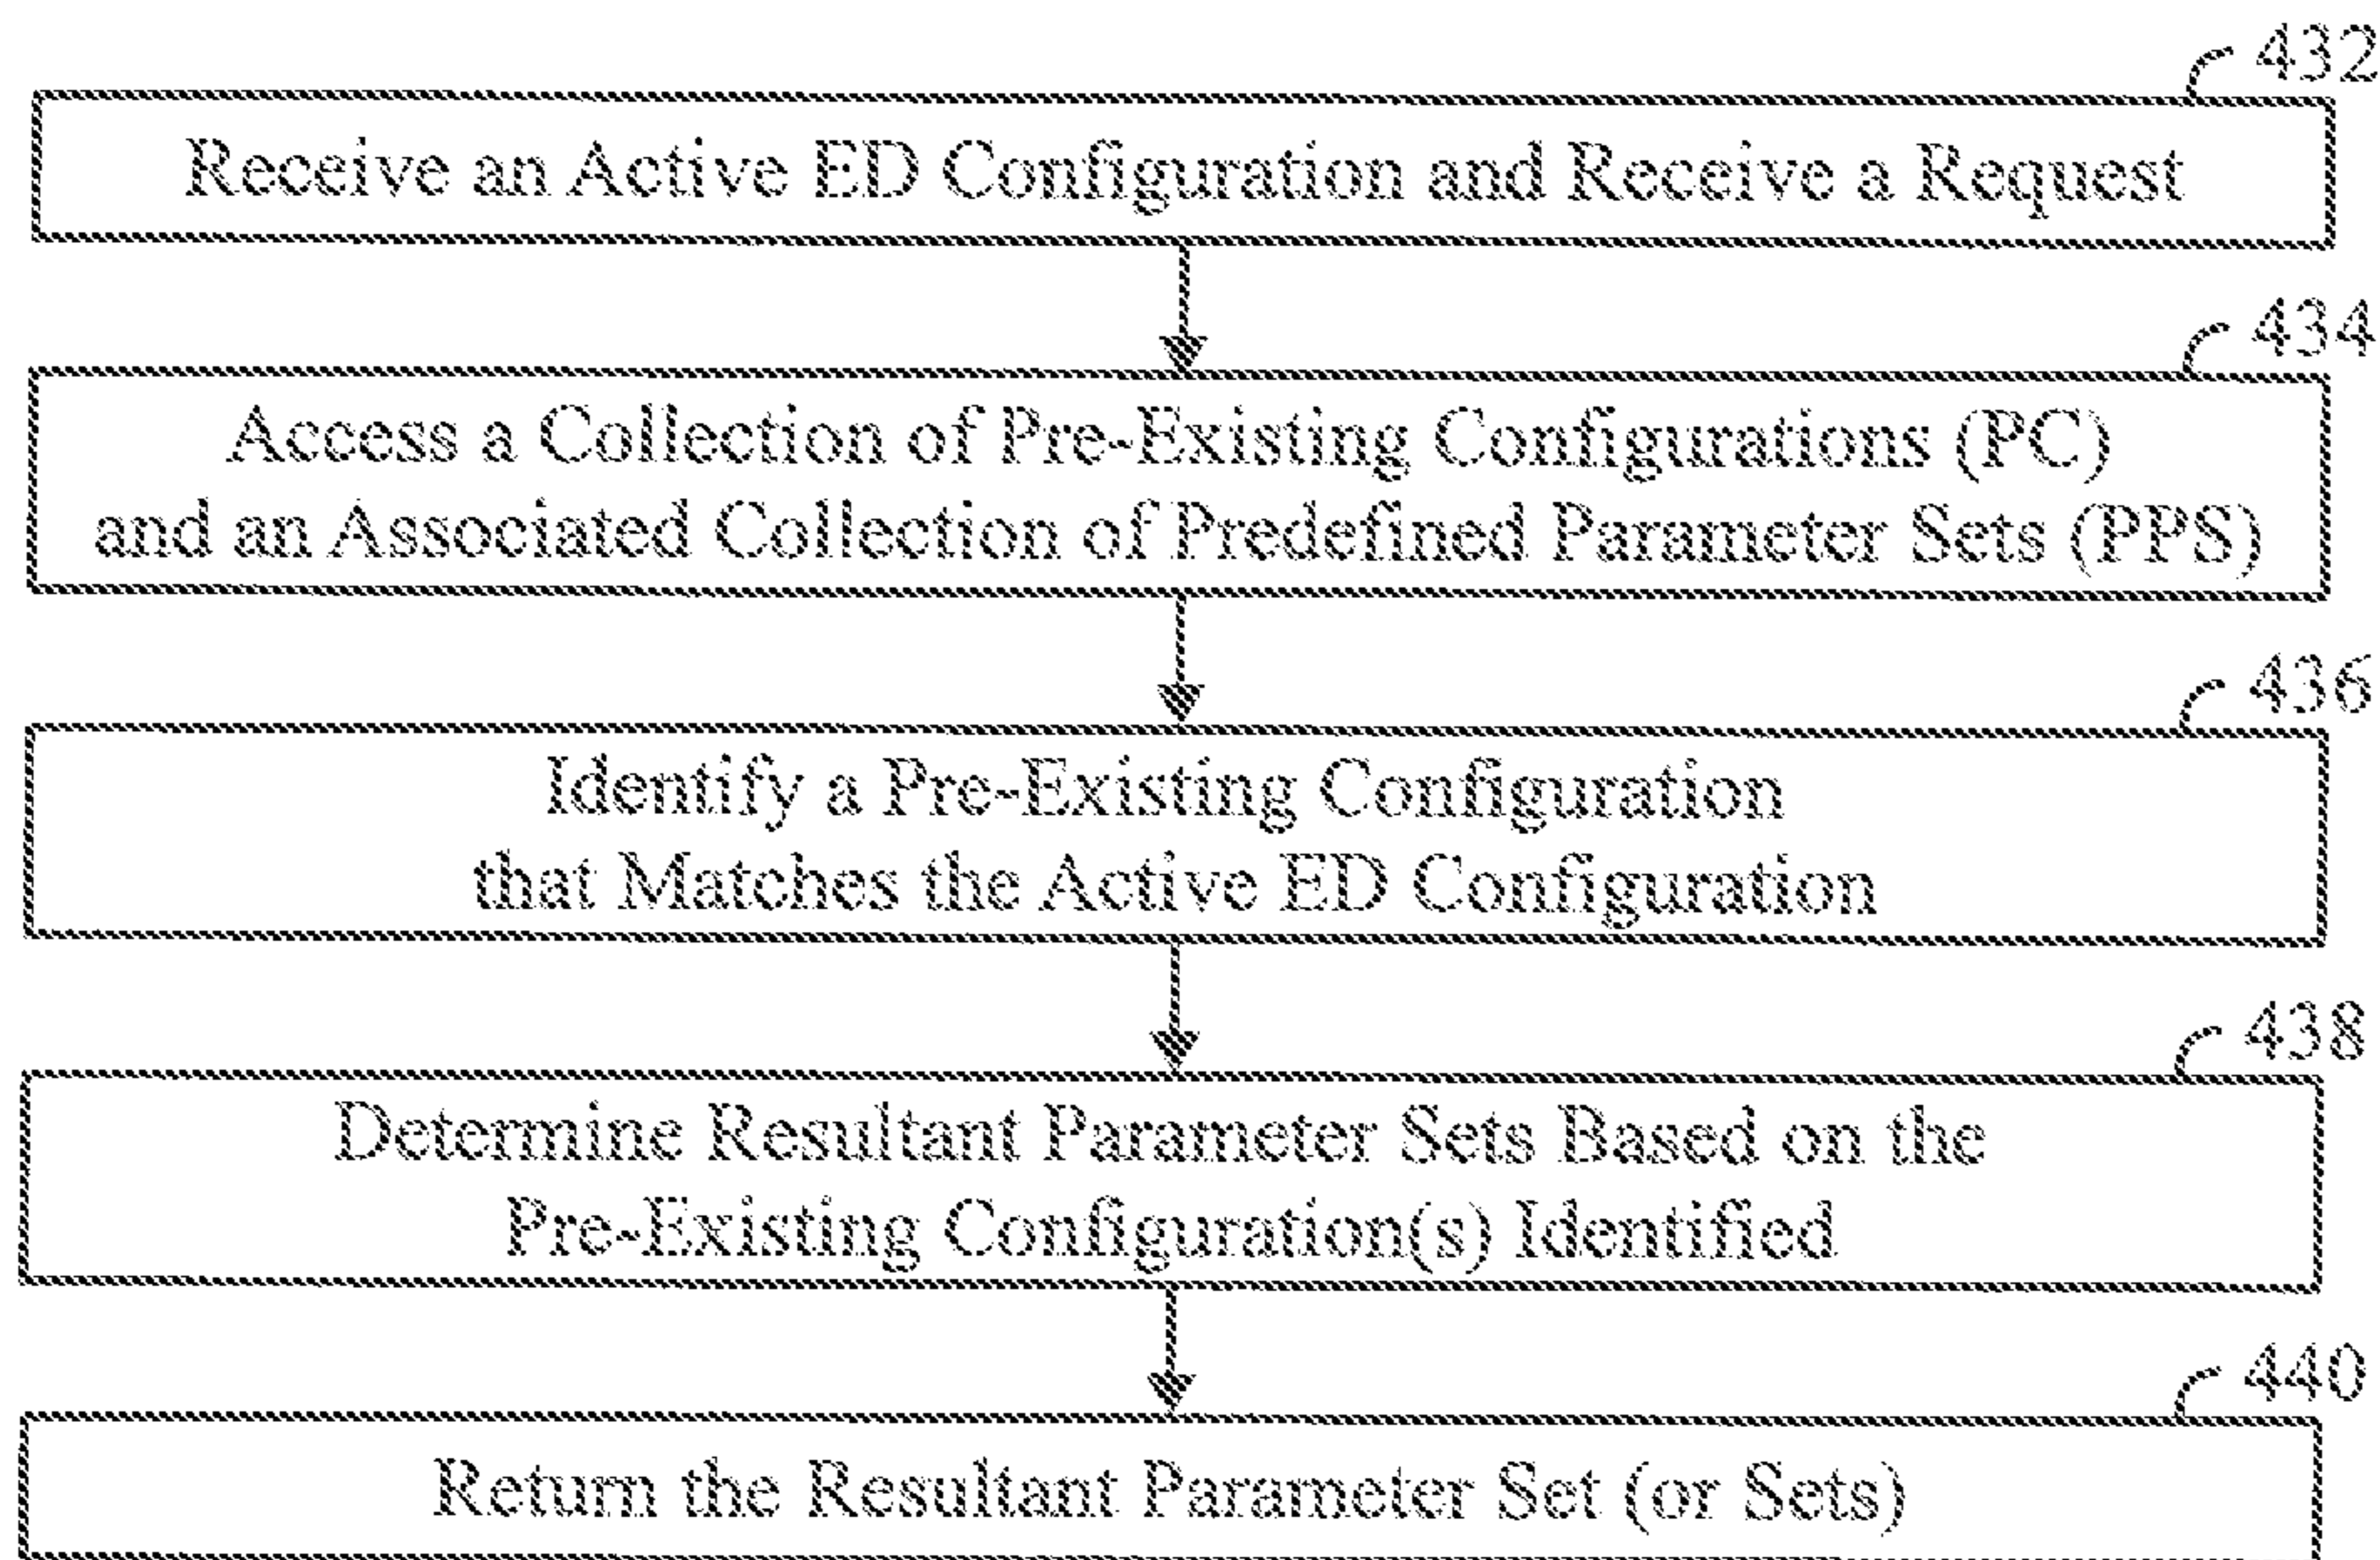 432
Receive an Active ED Configuration and Receive a Request
434
Access a Collection of Pre-Existing Configurations (PC)
and an Associated Collection of Predefined Parameter Sets (PPS)
436
Identify a Pre-Existing Configuration
that Matches the Active ED Configuration
438
Determine Resultant Parameter Sets Based on the
Pre-Existing Configuration(s) Identified
440
Return the Resultant Parameter Set (or Sets)